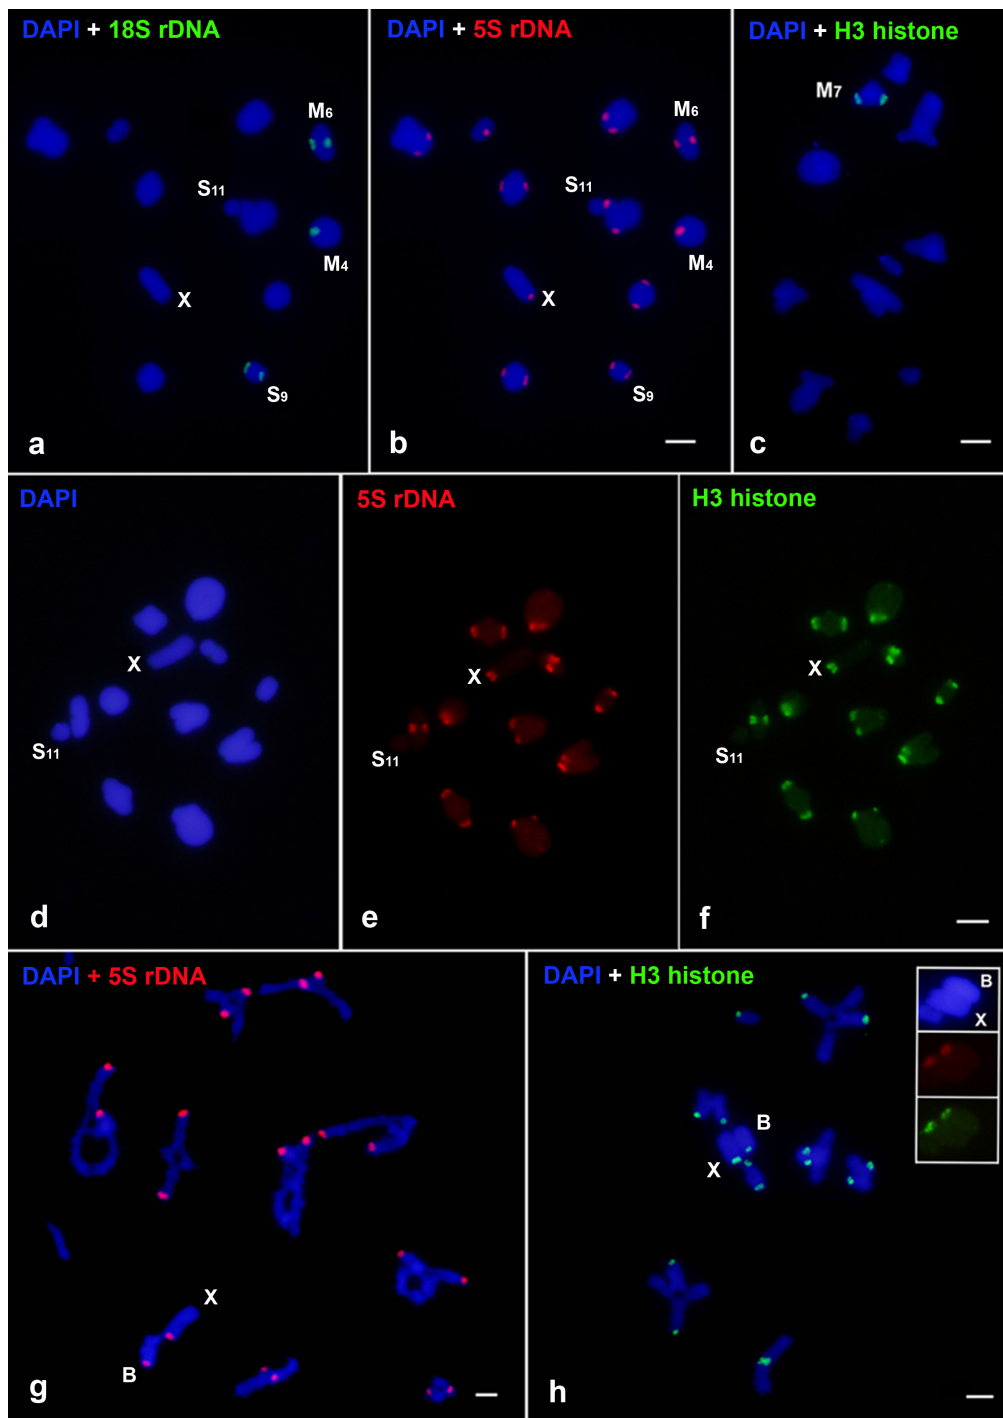 DAPI + 18S rDNA
M6
S11
M4
X
S9
a
DAPI + 5S rDNA
M6
S11
M4
X
S9
b
DAPI + H3 histone
M7
c
DAPI
X
S11
d
5S rDNA
X
S11
e
H3 histone
X
S11
f
DAPI + 5S rDNA
X
B
g
DAPI + H3 histone
B
X
B
X
h